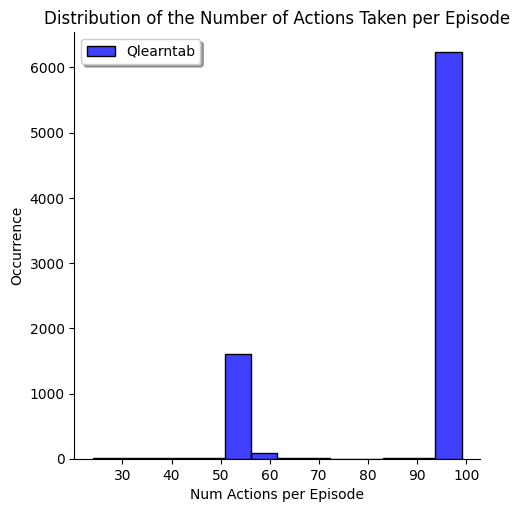 Distribution of the Number of Actions Taken per Episode
Qlearntab
6000
5000
4000
3000
2000
1000
0
Occurrence
30 40 50 60 70 80 90 100
Num Actions per Episode